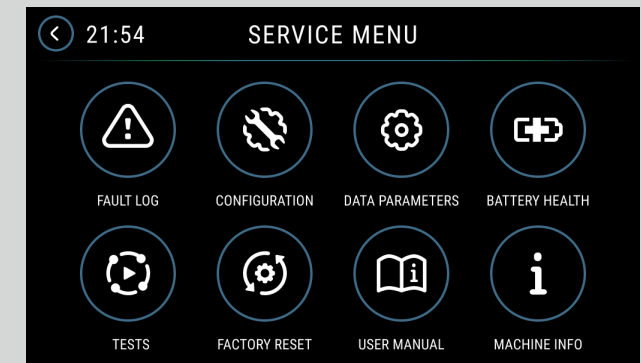 21:54 SERVICE MENU
FAULT LOG CONFIGURATION DATA PARAMETERS BATTERY HEALTH
TESTS FACTORY RESET USER MANUAL MACHINE INFO